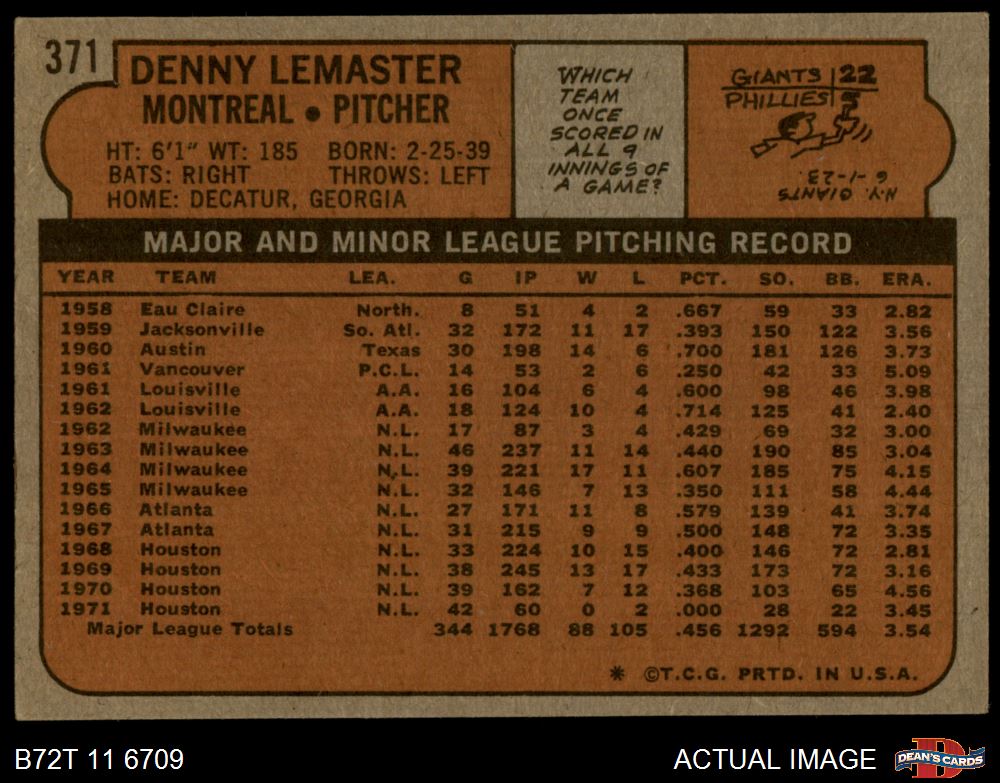 371
DENNY LEMASTER
MONTREAL • PITCHER
HT: 6'1" WT: 185 BORN: 2-25-39
BATS: RIGHT THROWS: LEFT
HOME: DECATUR, GEORGIA
WHICH
TEAM
ONCE
SCORED IN
ALL 9
INNINGS OF
A GAME?
GIANTS 22
PHILLIES
N.Y. GIANTS
6-1-23.
MAJOR AND MINOR LEAGUE PITCHING RECORD
YEAR TEAM LEA. G IP W L PCT. SO. BB. ERA.
1958 Eau Claire North. 8 51 4 2 .667 59 33 2.82
1959 Jacksonville So. Atl. 32 172 11 17 .393 150 122 3.56
1960 Austin Texas 30 198 14 6 .700 181 126 3.73
1961 Vancouver P.C.L. 14 53 2 6 .250 42 33 5.09
1961 Louisville A.A. 16 104 6 4 .600 98 46 3.98
1962 Louisville A.A. 18 124 10 4 .714 125 41 2.40
1962 Milwaukee N.L. 17 87 3 4 .429 69 32 3.00
1963 Milwaukee N.L. 46 237 11 14 .440 190 85 3.04
1964 Milwaukee N.L. 39 221 17 11 .607 185 75 4.15
1965 Milwaukee N.L. 32 146 7 13 .350 111 58 4.44
1966 Atlanta N.L. 27 171 11 8 .579 139 41 3.74
1967 Atlanta N.L. 31 215 9 9 .500 148 72 3.35
1968 Houston N.L. 33 224 10 15 .400 146 72 2.81
1969 Houston N.L. 38 245 13 17 .433 173 72 3.16
1970 Houston N.L. 39 162 7 12 .368 103 65 4.56
1971 Houston N.L. 42 60 0 2 .000 28 22 3.45
Major League Totals 344 1768 88 105 .456 1292 594 3.54
* ©T.C.G. PRTD. IN U.S.A.
B72T 11 6709
ACTUAL IMAGE
D
DEAN'S CARDS